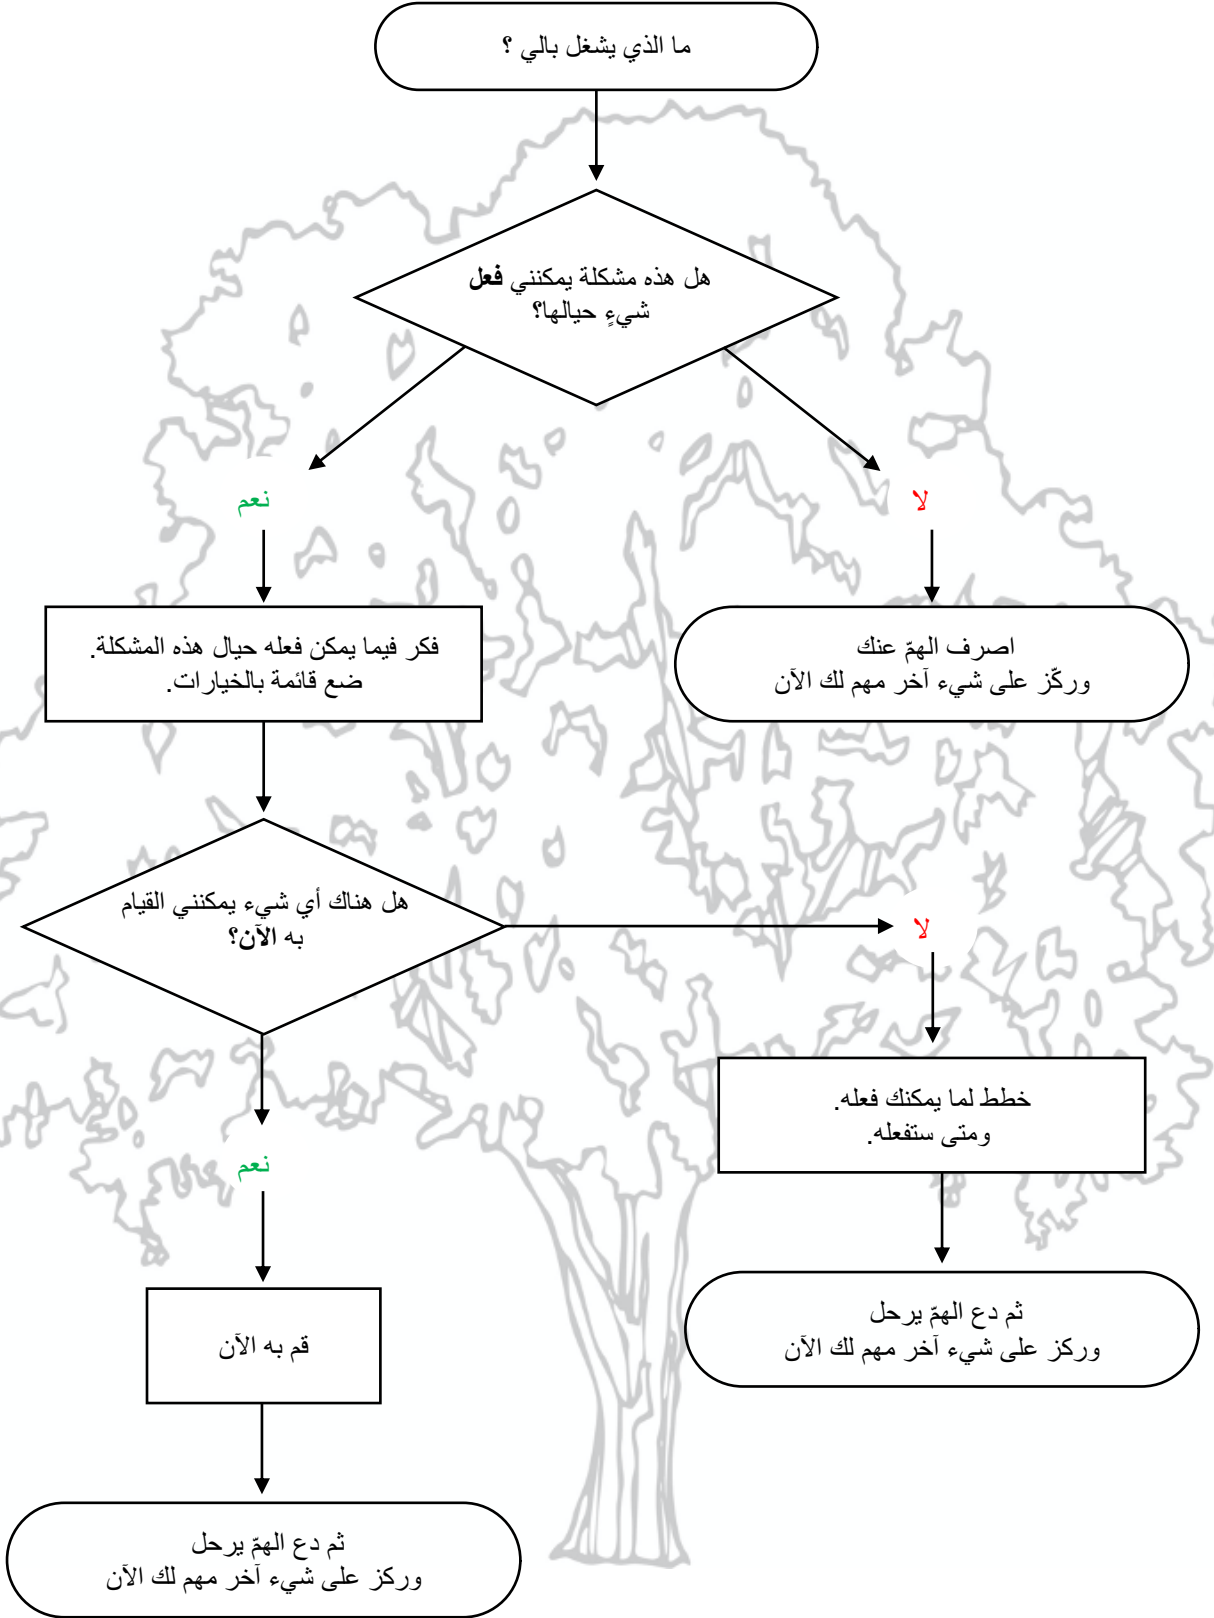 ما الذي يشغل بالي ؟
هل هذه مشكلة يمكنني فعل
شيءٍ حيالها؟
نعم
لا
فكر فيما يمكن فعله حيال هذه المشكلة.
ضع قائمة بالخيارات.
اصرف الهمّ عنك
وركّز على شيء آخر مهم لك الآن
هل هناك أي شيء يمكنني القيام
به الآن؟
لا
خطط لما يمكنك فعله.
ومتى ستفعله.
نعم
قم به الآن
ثم دع الهمّ يرحل
وركز على شيء آخر مهم لك الآن
ثم دع الهمّ يرحل
وركز على شيء آخر مهم لك الآن